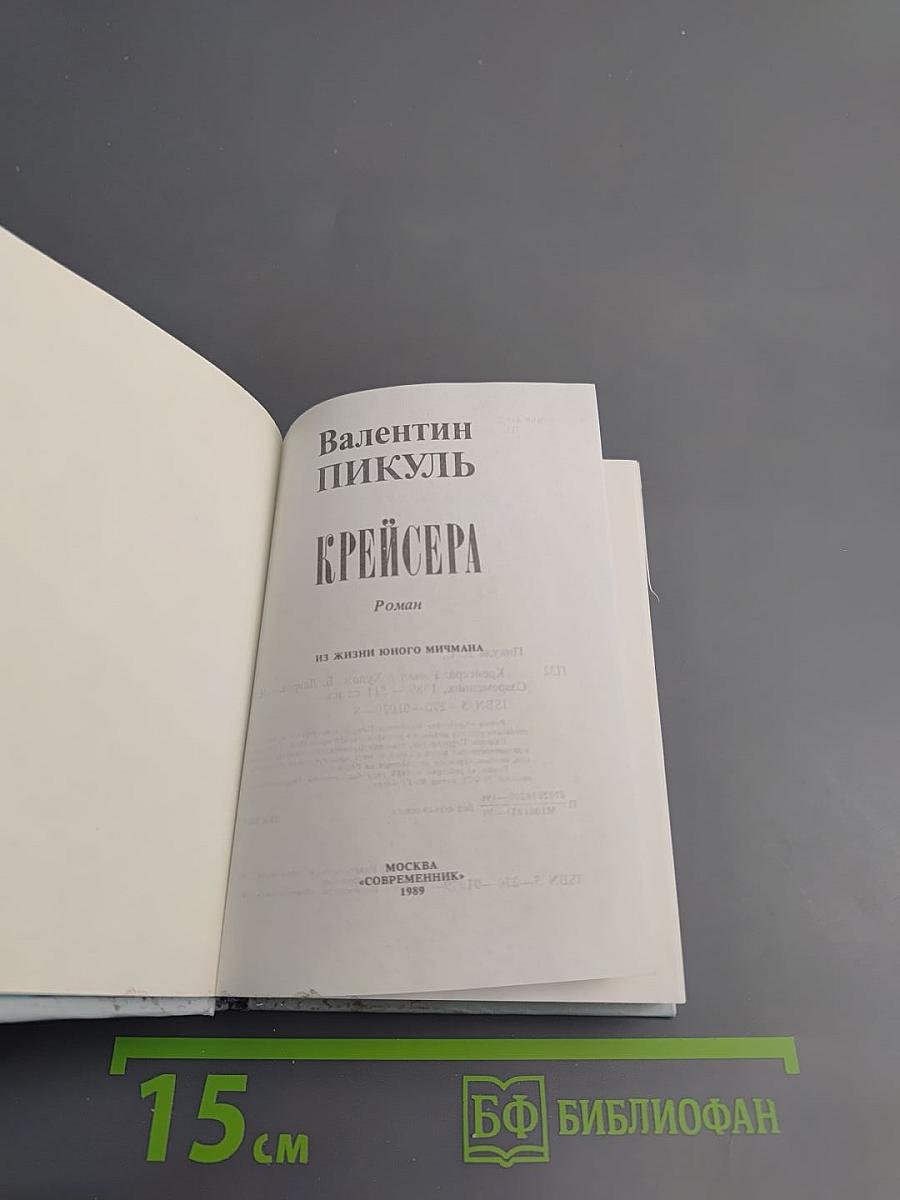 Валентин
ПИКУЛЬ
КРЕЙСЕРА
Роман
ИЗ ЖИЗНИ ЮНОГО МИЧМАНА
МОСКВА
«СОВРЕМЕННИК»
1989
15 см
БФ БИБЛИОФАН